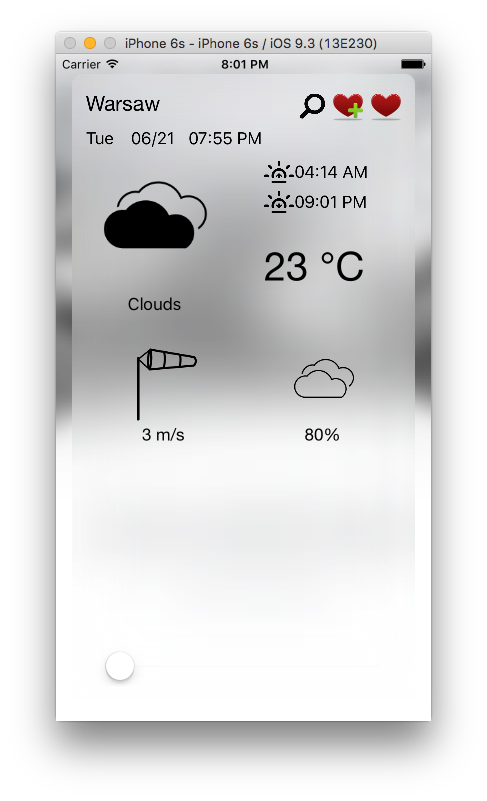 iPhone 6s - iPhone 6s / iOS 9.3 (13E230)
Carrier 8:01 PM
Warsaw
Tue 06/21 07:55 PM
04:14 AM
09:01 PM
23 °C
Clouds
3 m/s 80%